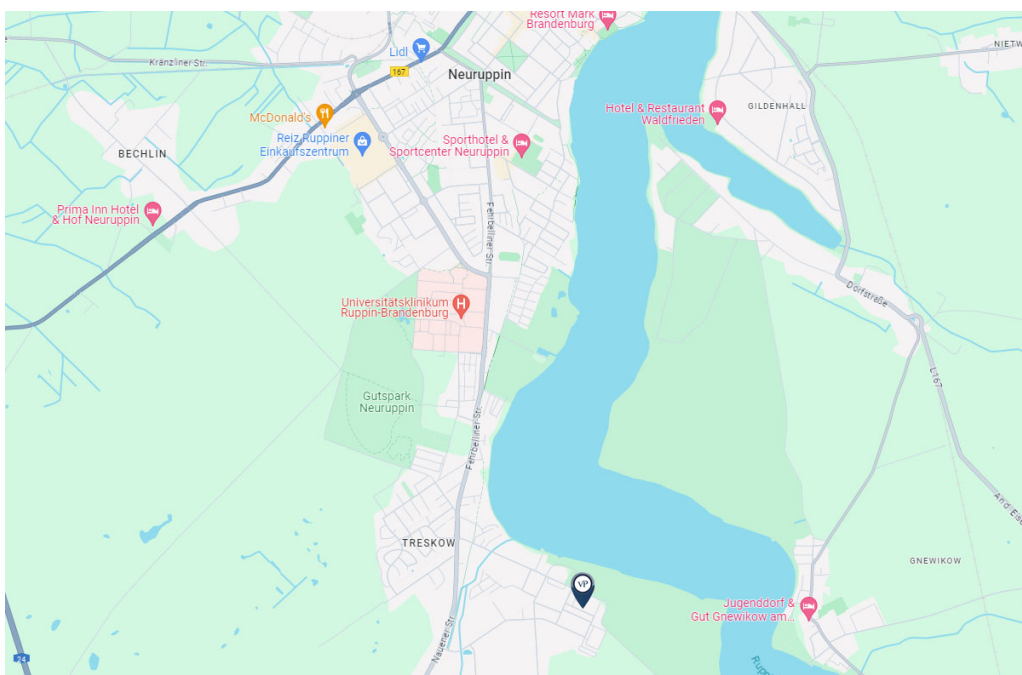 Resort Mark
Brandenburg
Lidl
Kränzliner Str.
167
Neuruppin
NIETW
GILDENHALL
Hotel & Restaurant
Waldfrieden
McDonald's
Reiz Ruppiner
Einkaufszentrum
Sporthotel &
Sportcenter Neuruppin
BECHLIN
Prima Inn Hotel
& Hof Neuruppin
Fehrbelliner Str.
Dorfstraße
Universitätsklinikum
Ruppin-Brandenburg
H
L167
Gutspark
Neuruppin
Fehrbelliner Str.
An d
TRESKOW
GNEWIKOW
VP
Jugenddorf &
Gut Gnewikow am...
Nauener Str.
24
Rupp